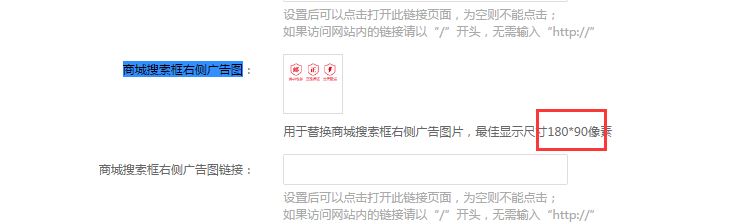 设置后可以点击打开此链接页面，为空则不能点击；
如果访问网站内的链接请以“/”开头，无需输入“http://”
商城搜索框右侧广告图：
用于替换商城搜索框右侧广告图片，最佳显示尺寸180*90像素
商城搜索框右侧广告图链接：
设置后可以点击打开此链接页面，为空则不能点击；
如果访问网站内的链接请以“/”开头，无需输入“http://”